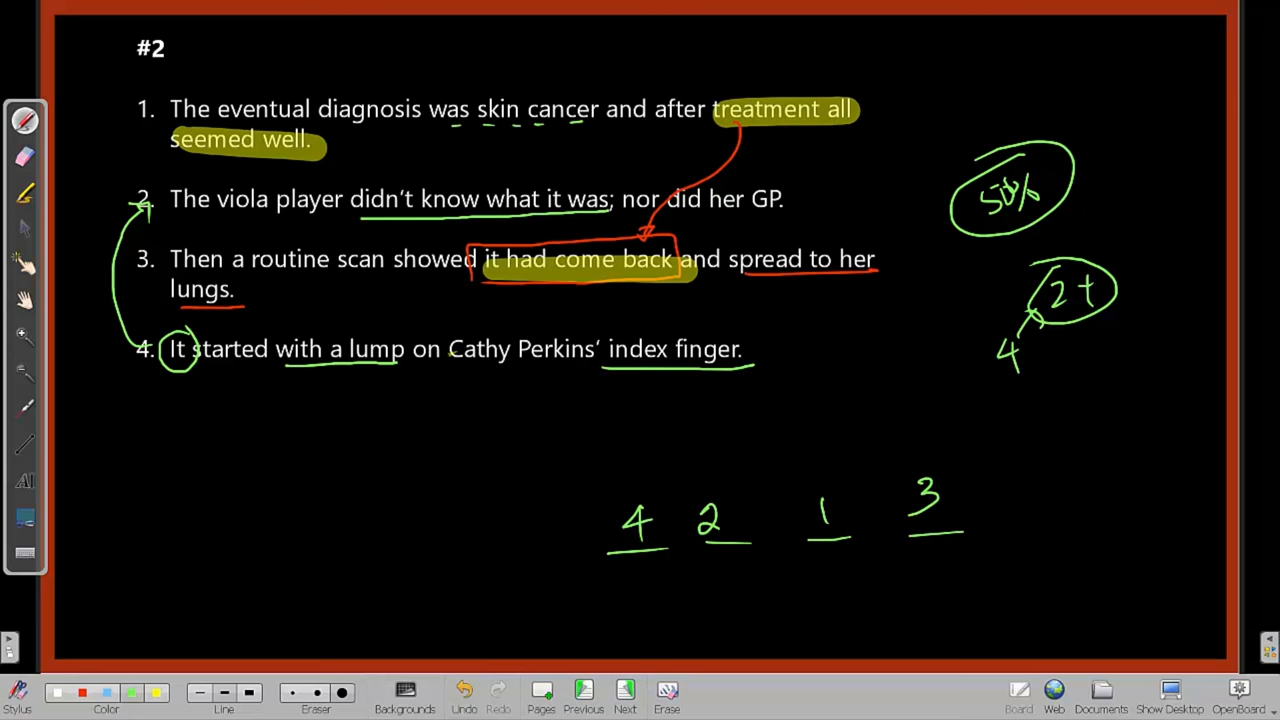 #2
1. The eventual diagnosis was skin cancer and after treatment all
seemed well.
2. The viola player didn't know what it was; nor did her GP.
50%
3. Then a routine scan showed it had come back and spread to her
lungs.
2 t
4
4. It started with a lump on Cathy Perkins' index finger.
4 2 1 3
Stylus Color Line Eraser Backgrounds Undo Redo Pages Previous Next Erase Board Web Documents Show Desktop OpenBoard